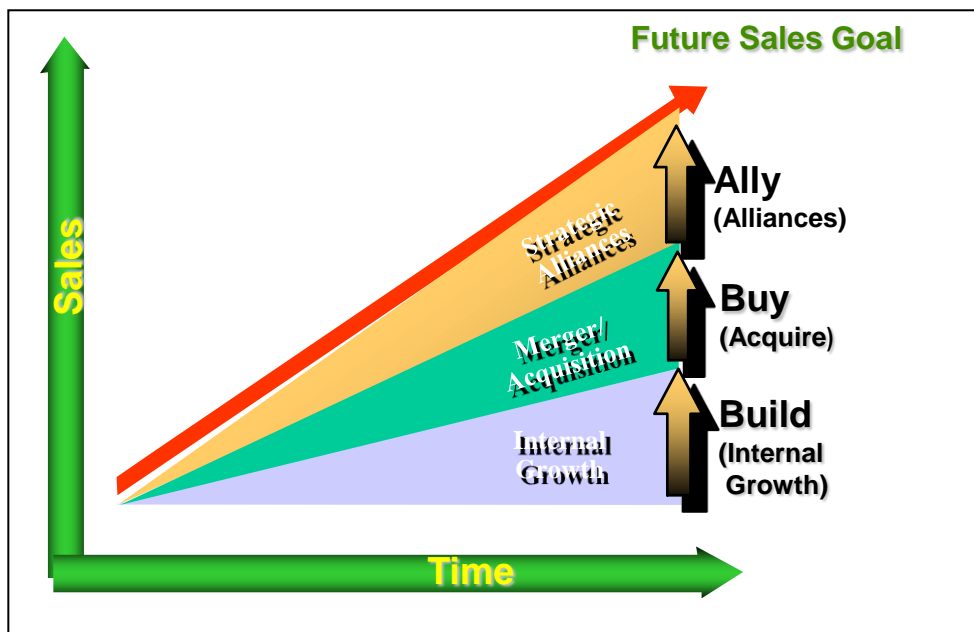 Future Sales Goal
Sales
Strategic
Alliances
Ally
(Alliances)
Merger/
Acquisition
Buy
(Acquire)
Internal
Growth
Build
(Internal
Growth)
Time